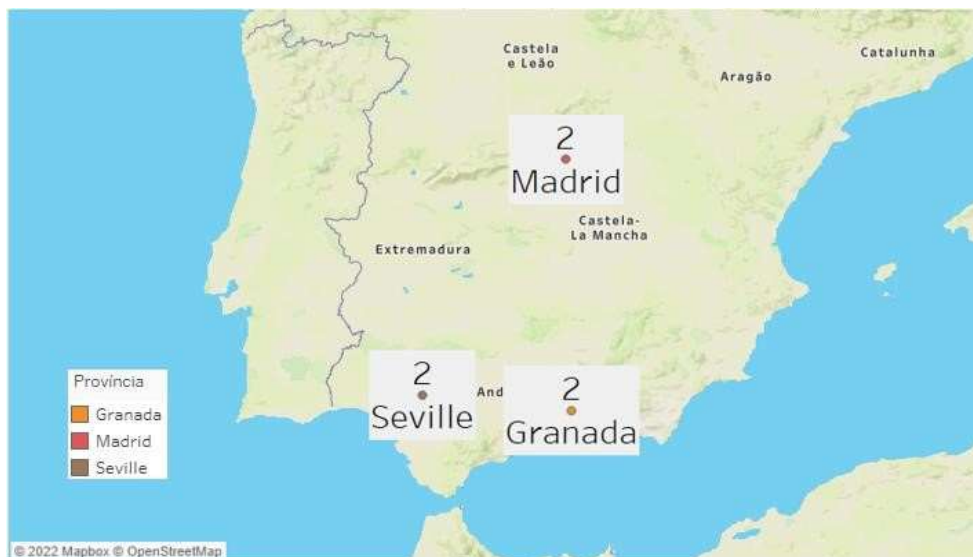 Castela
e Leão
Aragão
Catalunha
2
Madrid
Castela-
La Mancha
Extremadura
2
Seville
And
2
Granada
Província
Granada
Madrid
Seville
© 2022 Mapbox © OpenStreetMap